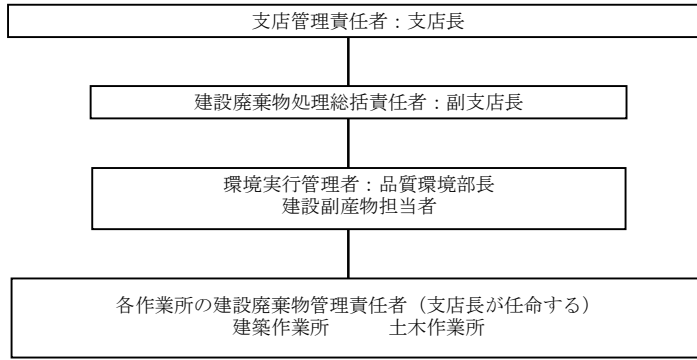 支店管理責任者：支店長
建設廃棄物処理総括責任者：副支店長
環境実行管理者：品質環境部長
建設副産物担当者
各作業所の建設廃棄物管理責任者（支店長が任命する）
建築作業所　　　土木作業所